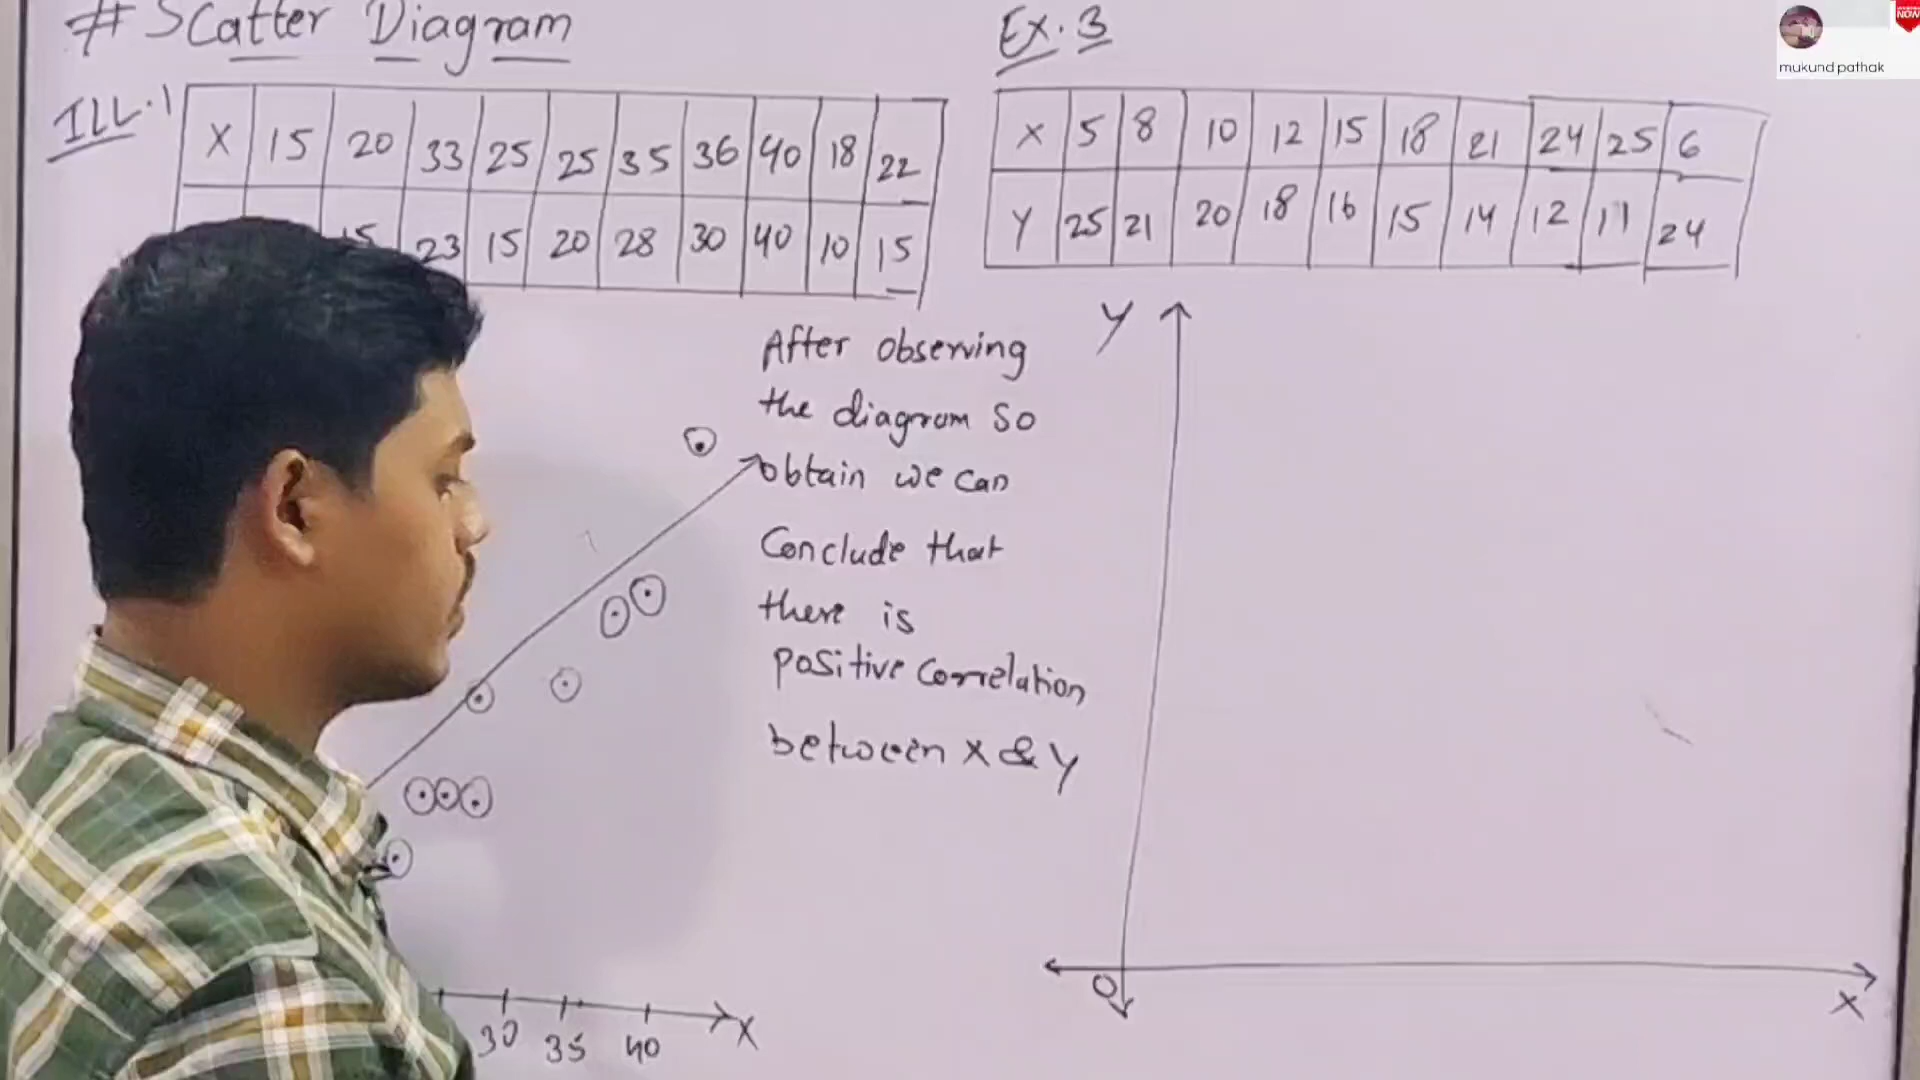 # Scatter Diagram
ILL.1
X 15 20 33 25 25 35 36 40 18 22
15 23 15 20 28 30 40 10 15
After observing
the diagram so
obtain we can
Conclude that
there is
positive correlation
between X & Y
30 35 40 X
Ex. 3
X 5 8 10 12 15 18 21 24 25 6
Y 25 21 20 18 16 15 14 12 11 24
Y
O
X
NOW
mukund pathak